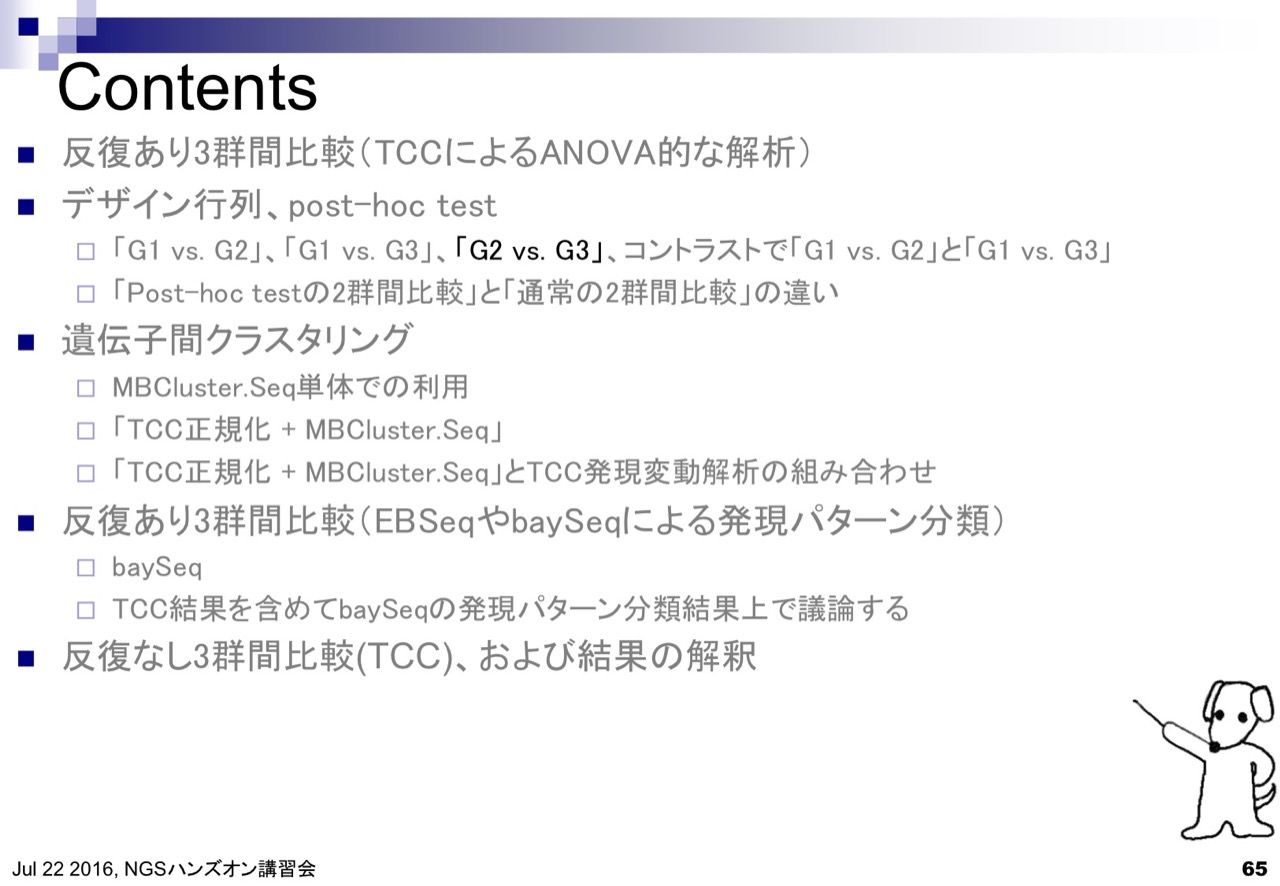 Contents
反復あり3群間比較（TCCによるANOVA的な解析）
デザイン行列、post-hoc test
「G1 vs. G2」、「G1 vs. G3」、「G2 vs. G3」、コントラストで「G1 vs. G2」と「G1 vs. G3」
「Post-hoc testの2群間比較」と「通常の2群間比較」の違い
遺伝子間クラスタリング
MBCluster.Seq単体での利用
「TCC正規化 + MBCluster.Seq」
「TCC正規化 + MBCluster.Seq」とTCC発現変動解析の組み合わせ
反復あり3群間比較（EBSeqやbaySeqによる発現パターン分類）
baySeq
TCC結果を含めてbaySeqの発現パターン分類結果上で議論する
反復なし3群間比較(TCC)、および結果の解釈
Jul 22 2016, NGSハンズオン講習会
65